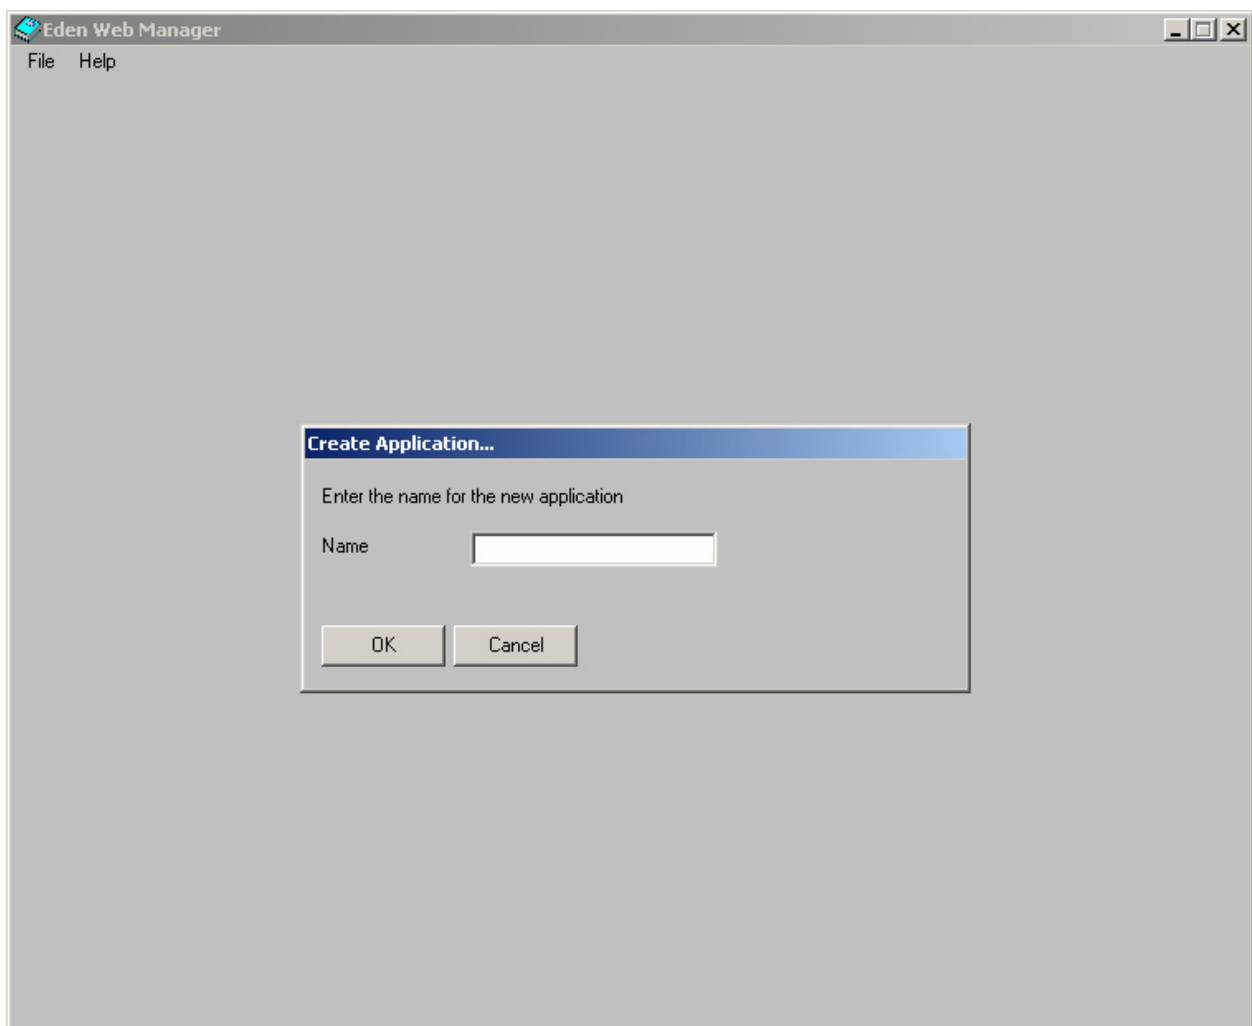 Eden Web Manager
File Help
Create Application...
Enter the name for the new application
Name
OK Cancel